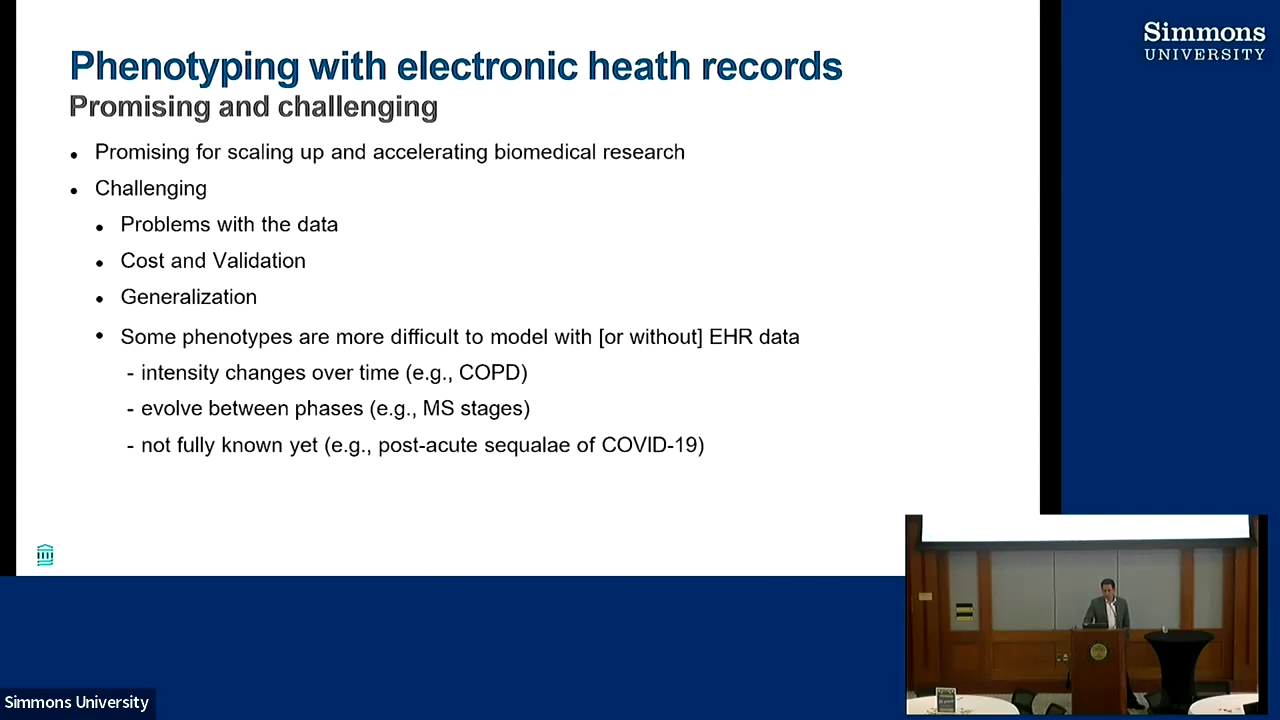 Phenotyping with electronic heath records
Promising and challenging
• Promising for scaling up and accelerating biomedical research
• Challenging
• Problems with the data
• Cost and Validation
• Generalization
• Some phenotypes are more difficult to model with [or without] EHR data
- intensity changes over time (e.g., COPD)
- evolve between phases (e.g., MS stages)
- not fully known yet (e.g., post-acute sequalae of COVID-19)
Simmons
UNIVERSITY
Simmons University